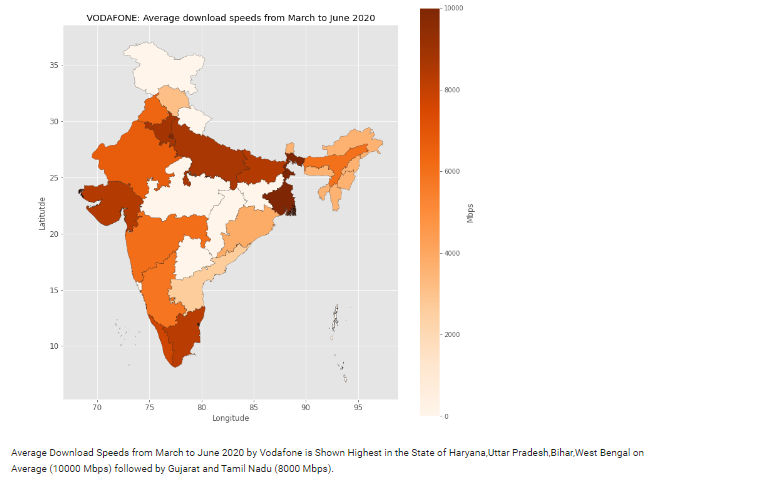 VODAFONE: Average download speeds from March to June 2020
10000
35
30
8000
25
6000
Latitutde
Mbps
20
4000
15
2000
10
0
70 75 80 85 90 95
Longitude
Average Download Speeds from March to June 2020 by Vodafone is Shown Highest in the State of Haryana,Uttar Pradesh,Bihar,West Bengal on
Average (10000 Mbps) followed by Gujarat and Tamil Nadu (8000 Mbps).